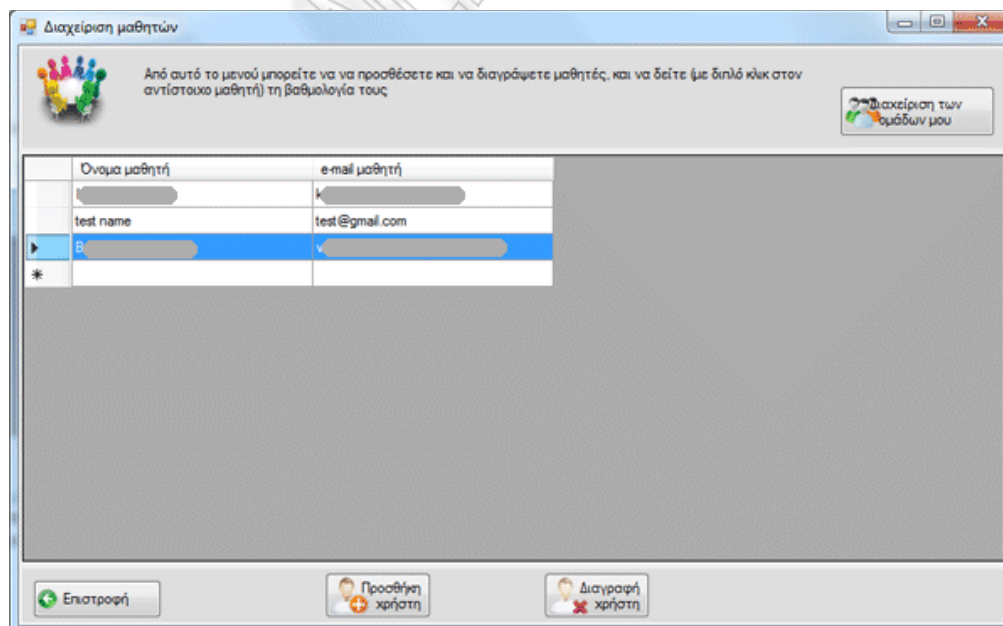 Διαχείριση μαθητών
Από αυτό το μενού μπορείτε να να προσθέσετε και να διαγράψετε μαθητές, και να δείτε (με διπλό κλικ στον
αντίστοιχο μαθητή) τη βαθμολογία τους
Διαχείριση των
ομάδων μου
Όνομα μαθητή e-mail μαθητή
test name test@gmail.com
Επιστροφή
Προσθήκη
χρήστη
Διαγραφή
χρήστη